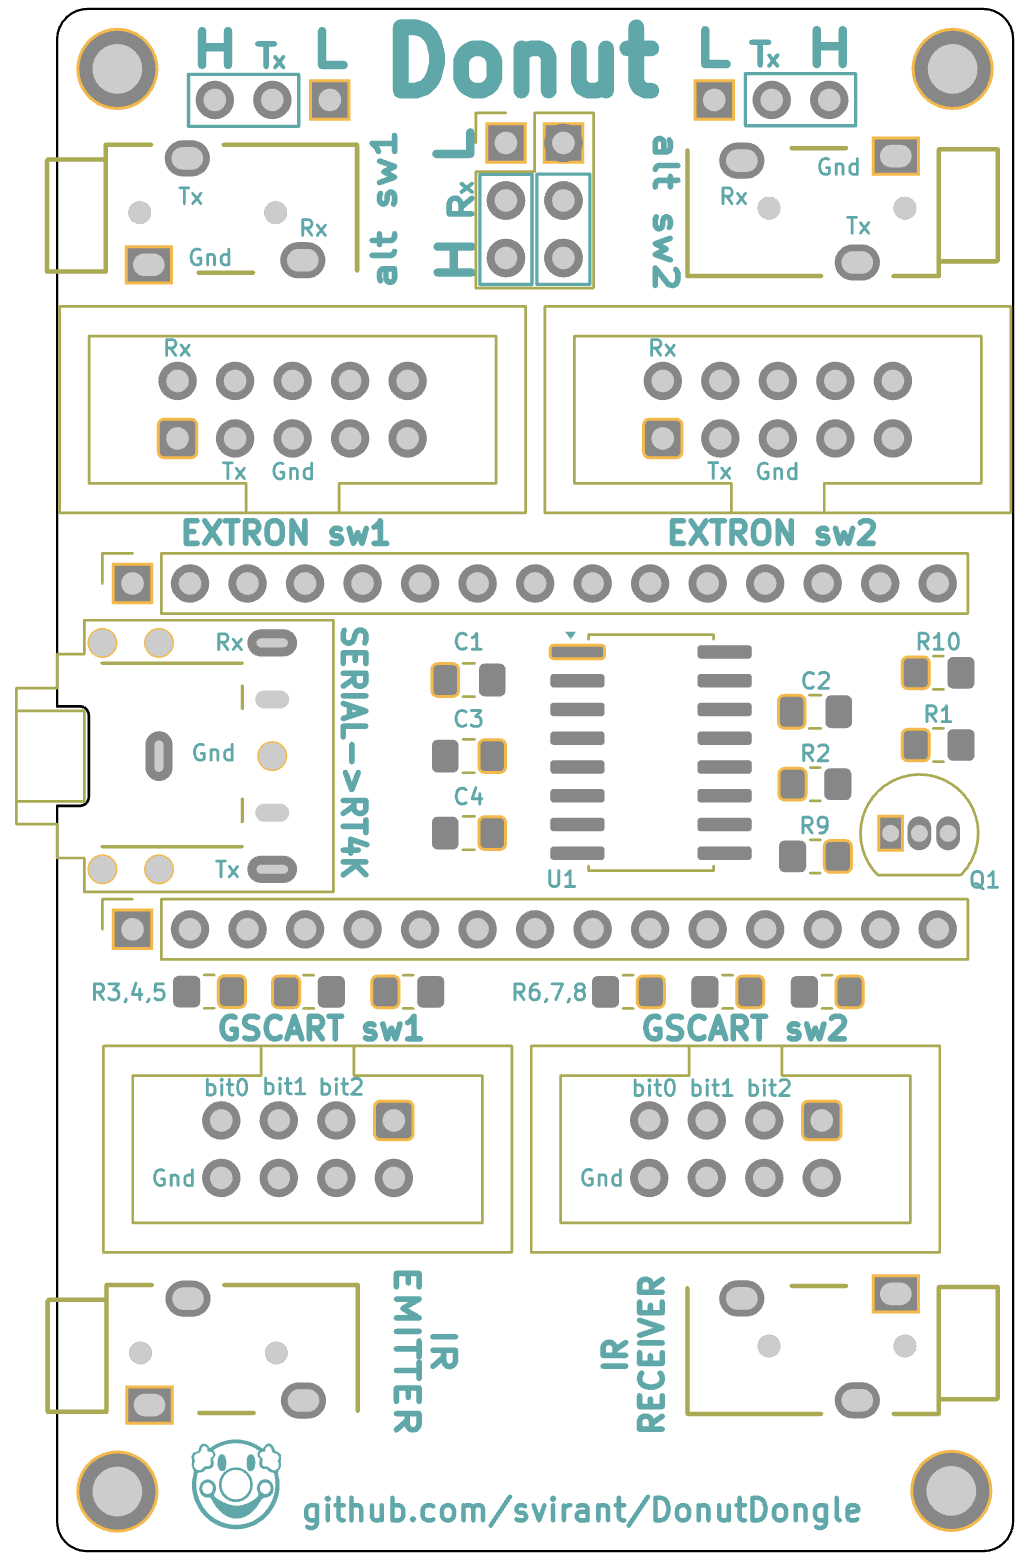 H Tx L
Donut
L Tx H
Tx
Rx
Gnd
alt sw1
L
Rx
H
alt sw2
Gnd
Rx
Tx
Rx
Tx Gnd
EXTRON sw1
Rx
Tx Gnd
EXTRON sw2
Rx
Gnd
Tx
SERIAL->RT4K
C1
C3
C4
U1
C2
R2
R9
R10
R1
Q1
R3,4,5
GSCART sw1
bit0 bit1 bit2
Gnd
R6,7,8
GSCART sw2
bit0 bit1 bit2
Gnd
IR
EMITTER
IR
RECEIVER
github.com/svirant/DonutDongle